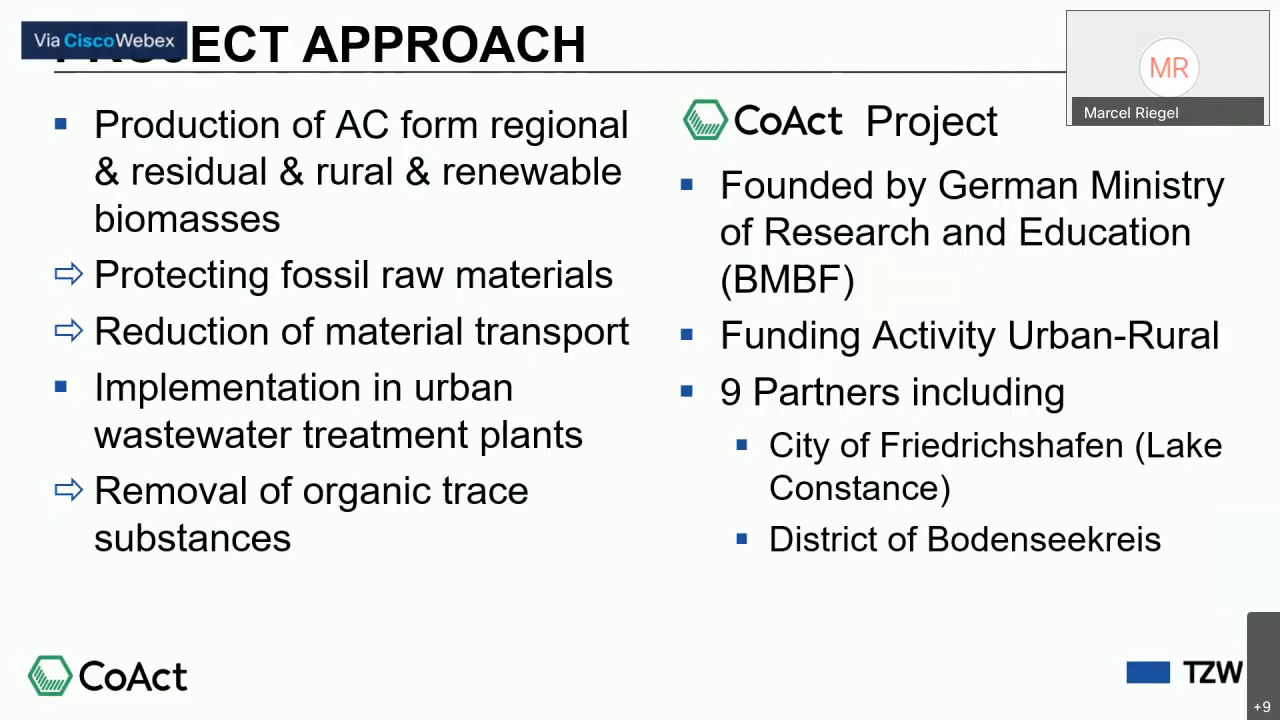 Via CiscoWebex
ECT APPROACH
MR
Marcel Riegel
Production of AC form regional
& residual & rural & renewable
biomasses
Protecting fossil raw materials
Reduction of material transport
Implementation in urban
wastewater treatment plants
Removal of organic trace
substances
CoAct Project
Founded by German Ministry
of Research and Education
(BMBF)
Funding Activity Urban-Rural
9 Partners including
City of Friedrichshafen (Lake
Constance)
District of Bodenseekreis
CoAct
TZW
+9